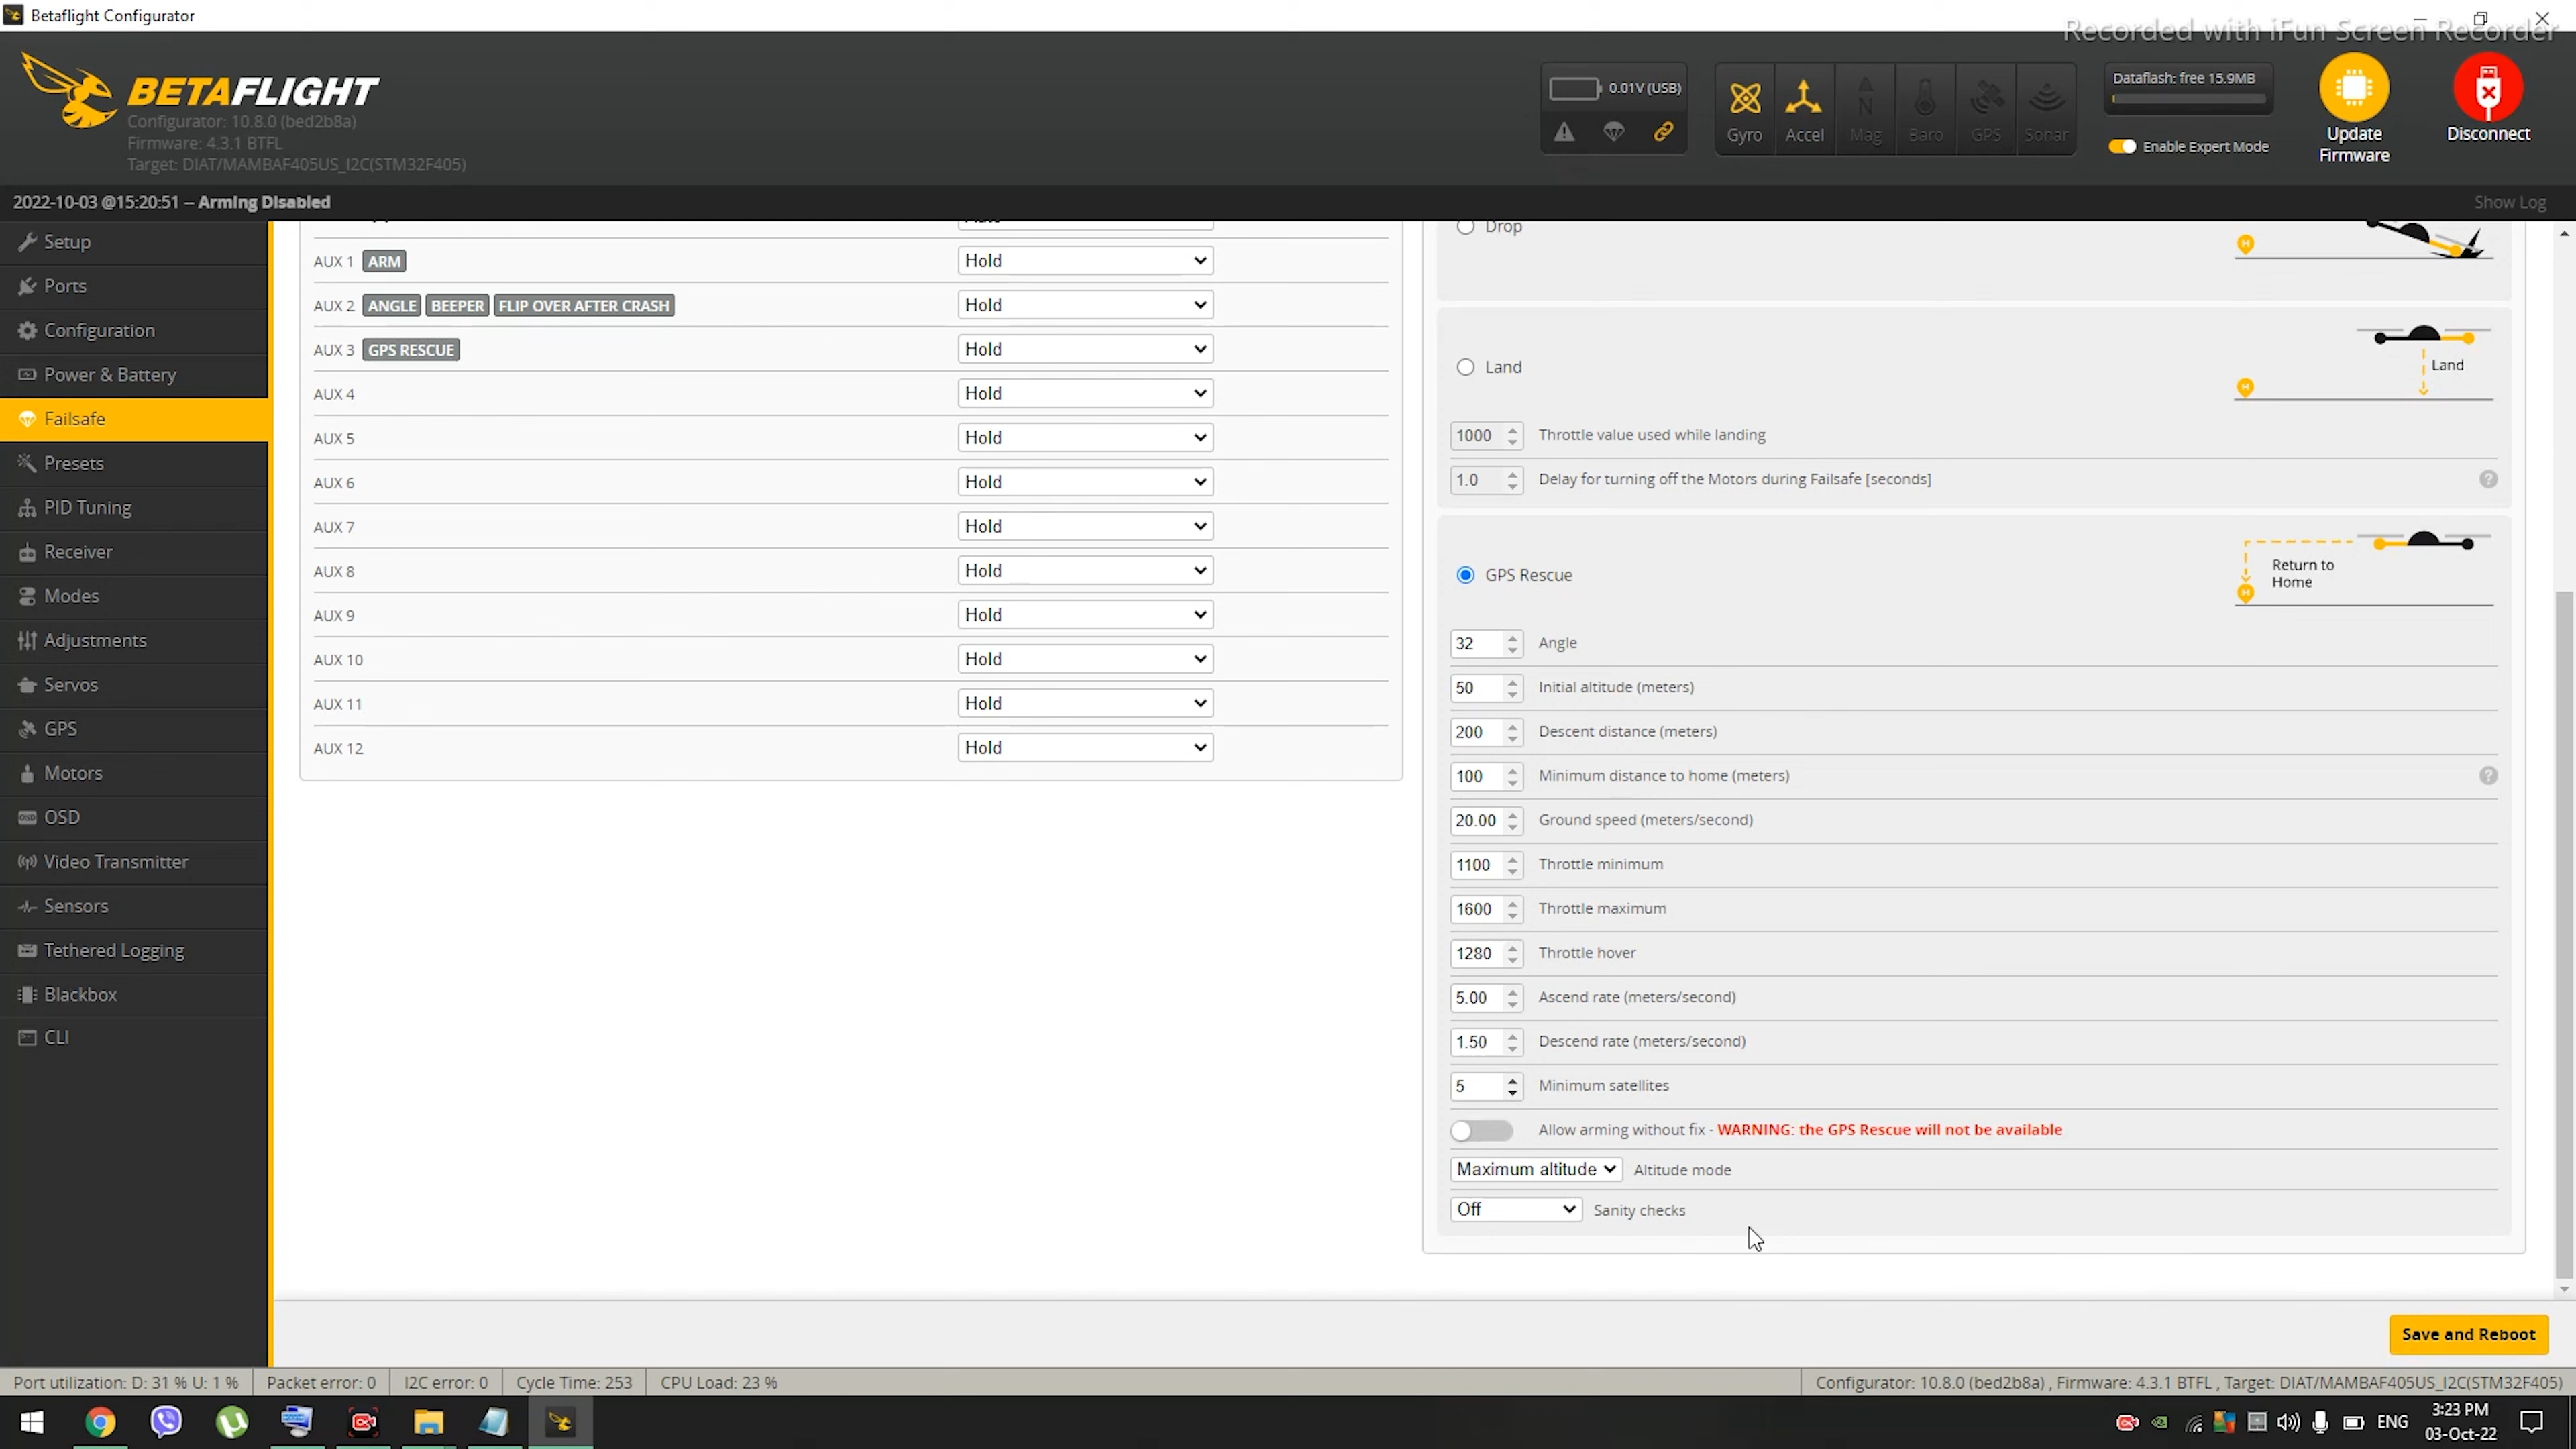 Betaflight Configurator
Recorded with iFun Screen Recorder
BETAFLIGHT
Configurator: 10.8.0 (bed2b8a)
Firmware: 4.3.1 BTFL
Target: DIAT/MAMBAF405US_I2C(STM32F405)
0.01V (USB)
Gyro
Accel
Mag
Baro
GPS
Sonar
Dataflash: free 15.9MB
Enable Expert Mode
Update
Firmware
Disconnect
2022-10-03 @15:20:51 – Arming Disabled
Show Log
Setup
Ports
Configuration
Power & Battery
Failsafe
Presets
PID Tuning
Receiver
Modes
Adjustments
Servos
GPS
Motors
OSD
OSD
Video Transmitter
Sensors
Tethered Logging
Blackbox
CLI
AUX 1 ARM Hold
AUX 2 ANGLE BEEPER FLIP OVER AFTER CRASH Hold
AUX 3 GPS RESCUE Hold
AUX 4 Hold
AUX 5 Hold
AUX 6 Hold
AUX 7 Hold
AUX 8 Hold
AUX 9 Hold
AUX 10 Hold
AUX 11 Hold
AUX 12 Hold
Drop
H
Land
Land
H
1000 Throttle value used while landing
1.0 Delay for turning off the Motors during Failsafe [seconds] ?
GPS Rescue
Return to
Home
H
32 Angle
50 Initial altitude (meters)
200 Descent distance (meters)
100 Minimum distance to home (meters) ?
20.00 Ground speed (meters/second)
1100 Throttle minimum
1600 Throttle maximum
1280 Throttle hover
5.00 Ascend rate (meters/second)
1.50 Descend rate (meters/second)
5 Minimum satellites
Allow arming without fix - WARNING: the GPS Rescue will not be available
Maximum altitude Altitude mode
Off Sanity checks
Save and Reboot
Port utilization: D: 31 % U: 1 %
Packet error: 0
I2C error: 0
Cycle Time: 253
CPU Load: 23 %
Configurator: 10.8.0 (bed2b8a) , Firmware: 4.3.1 BTFL , Target: DIAT/MAMBAF405US_I2C(STM32F405)
ENG
3:23 PM
03-Oct-22